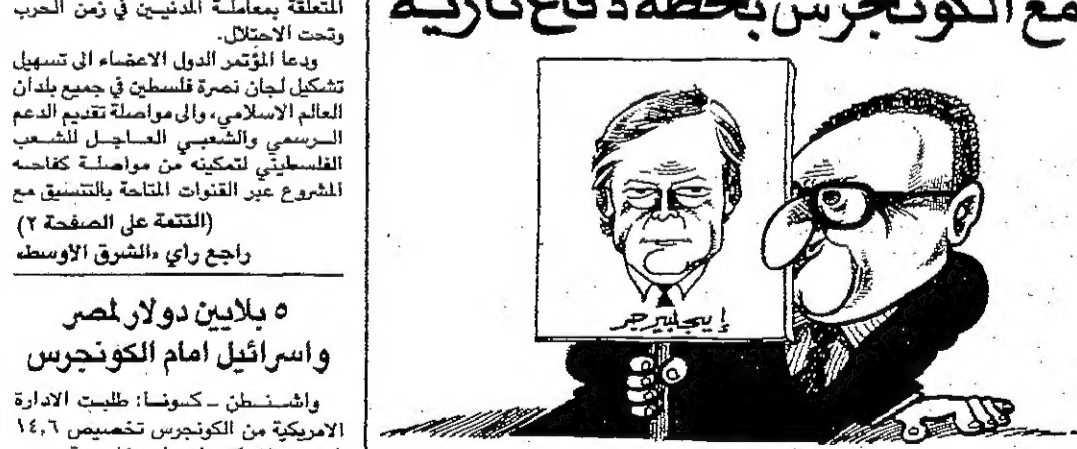 مع الكونجرس بخطة دفاع نارية
المتعلقة بمعاملة المدنيين في زمن الحرب
وتحت الاحتلال.
ودعا المؤتمر الدول الاعضاء الى تسهيل
تشكيل لجان نصرة فلسطين في جميع بلدان
العالم الاسلامي، والى مواصلة تقديم الدعم
الرسمي والشعبي العاجل للشعب
الفلسطيني لتمكينه من مواصلة كفاحه
المشروع عبر القنوات المتاحة بالتنسيق مع
(التتمة على الصفحة ٢)
راجع رأي «الشرق الاوسط»
٥ بلايين دولار لمصر
واسرائيل امام الكونجرس
واشنطن - كونا: طلبت الادارة
الامريكية من الكونجرس تخصيص ١٤,٦
إيجلبرجر